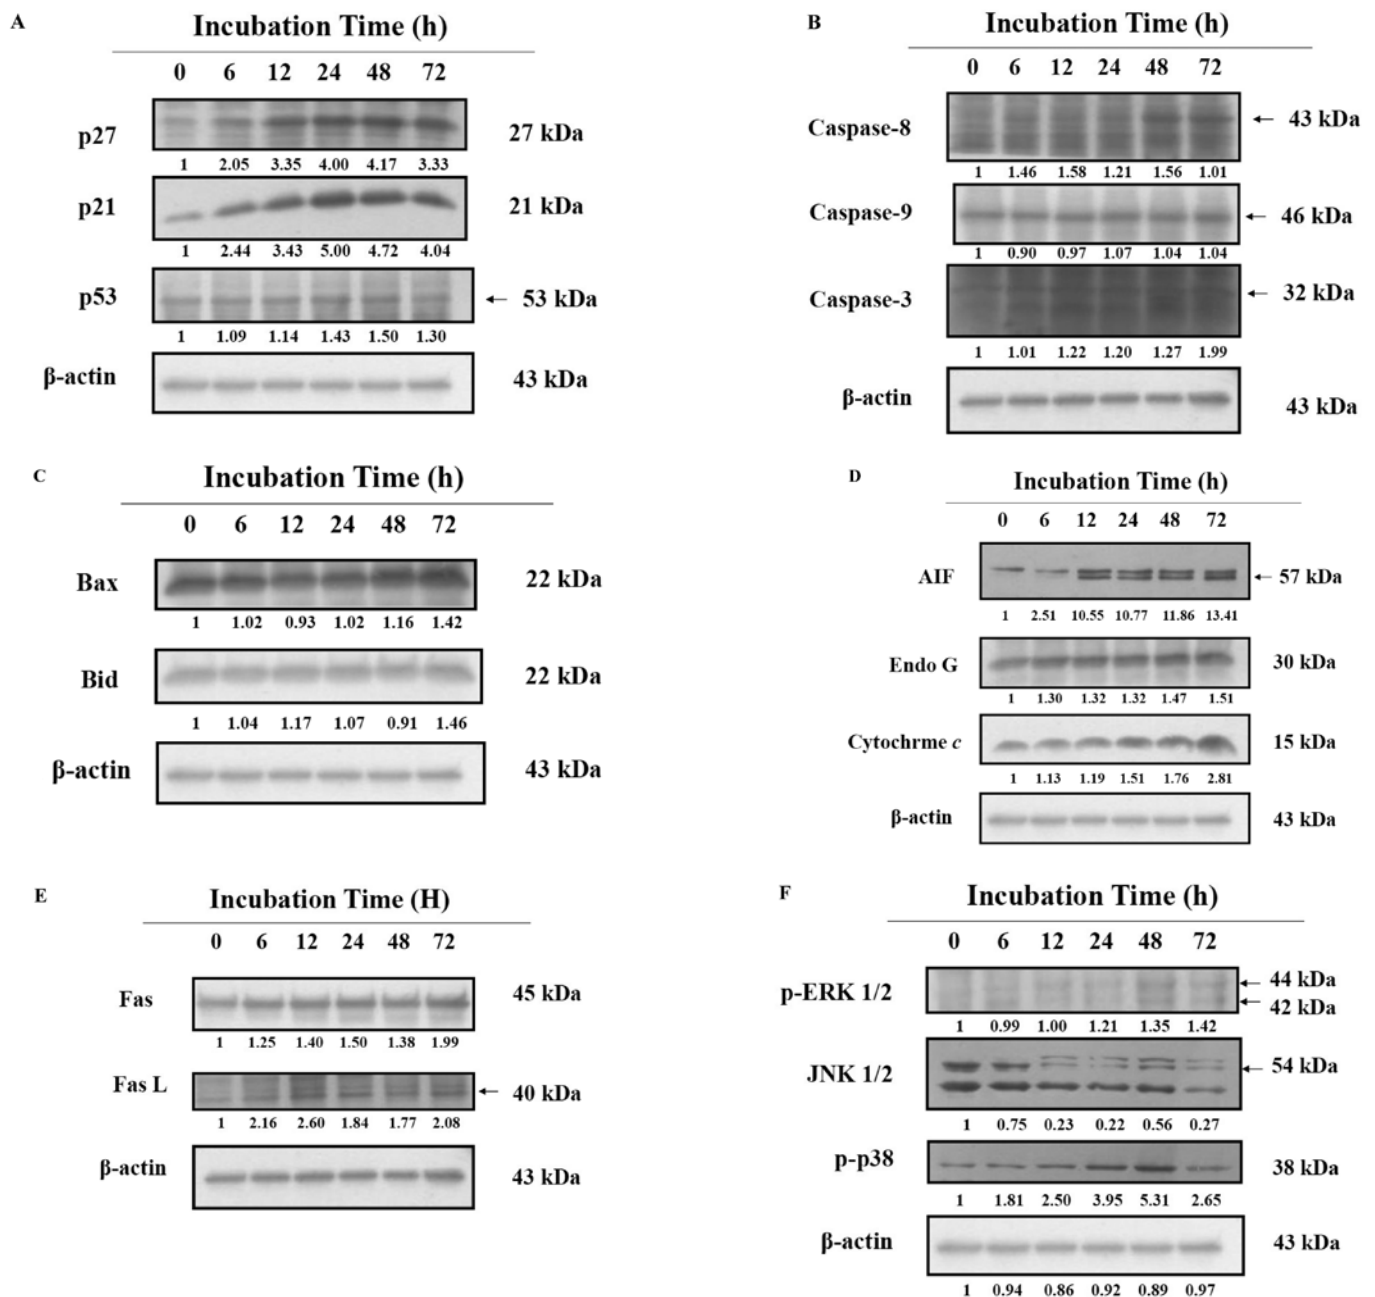 A
Incubation Time (h)
0 6 12 24 48 72
p27 27 kDa
1 2.05 3.35 4.00 4.17 3.33
p21 21 kDa
1 2.44 3.43 5.00 4.72 4.04
p53 ← 53 kDa
1 1.09 1.14 1.43 1.50 1.30
β-actin 43 kDa
B
Incubation Time (h)
0 6 12 24 48 72
Caspase-8 ← 43 kDa
1 1.46 1.58 1.21 1.56 1.01
Caspase-9 ← 46 kDa
1 0.90 0.97 1.07 1.04 1.04
Caspase-3 ← 32 kDa
1 1.01 1.22 1.20 1.27 1.99
β-actin 43 kDa
C
Incubation Time (h)
0 6 12 24 48 72
Bax 22 kDa
1 1.02 0.93 1.02 1.16 1.42
Bid 22 kDa
1 1.04 1.17 1.07 0.91 1.46
β-actin 43 kDa
D
Incubation Time (h)
0 6 12 24 48 72
AIF ← 57 kDa
1 2.51 10.55 10.77 11.86 13.41
Endo G 30 kDa
1 1.30 1.32 1.32 1.47 1.51
Cytochrme c 15 kDa
1 1.13 1.19 1.51 1.76 2.81
β-actin 43 kDa
E
Incubation Time (H)
0 6 12 24 48 72
Fas 45 kDa
1 1.25 1.40 1.50 1.38 1.99
Fas L ← 40 kDa
1 2.16 2.60 1.84 1.77 2.08
β-actin 43 kDa
F
Incubation Time (h)
0 6 12 24 48 72
p-ERK 1/2 ← 44 kDa
← 42 kDa
1 0.99 1.00 1.21 1.35 1.42
JNK 1/2 ← 54 kDa
1 0.75 0.23 0.22 0.56 0.27
p-p38 38 kDa
1 1.81 2.50 3.95 5.31 2.65
β-actin 43 kDa
1 0.94 0.86 0.92 0.89 0.97